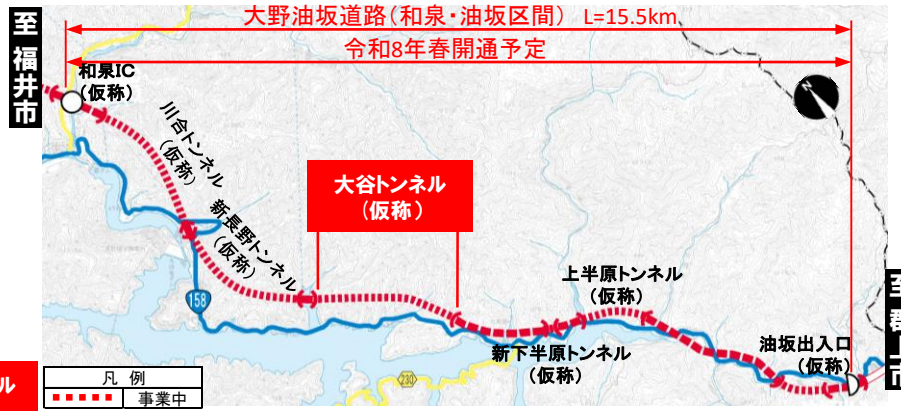 大野油坂道路（和泉・油坂区間） L=15.5km
令和8年春開通予定
至 福井市
和泉IC
（仮称）
川合トンネル
（仮称）
新長野トンネル
（仮称）
大谷トンネル
（仮称）
158
上半原トンネル
（仮称）
新下半原トンネル
（仮称）
油坂出入口
（仮称）
230
ル
凡 例
事業中